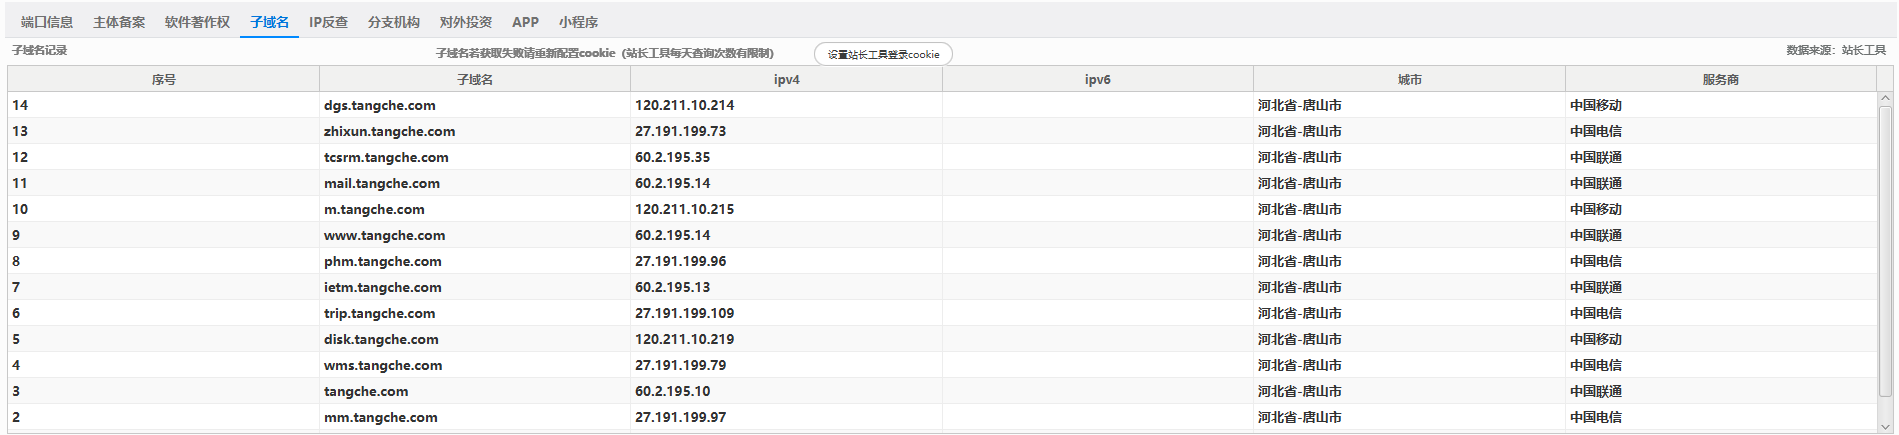 端口信息 主体备案 软件著作权 子域名 IP反查 分支机构 对外投资 APP 小程序
子域名记录 子域名若获取失败请重新配置cookie（站长工具每天查询次数有限制） 设置站长工具登录cookie 数据来源：站长工具
序号 子域名 ipv4 ipv6 城市 服务商
14 dgs.tangche.com 120.211.10.214 河北省-唐山市 中国移动
13 zhixun.tangche.com 27.191.199.73 河北省-唐山市 中国电信
12 tcsrm.tangche.com 60.2.195.35 河北省-唐山市 中国联通
11 mail.tangche.com 60.2.195.14 河北省-唐山市 中国联通
10 m.tangche.com 120.211.10.215 河北省-唐山市 中国移动
9 www.tangche.com 60.2.195.14 河北省-唐山市 中国联通
8 phm.tangche.com 27.191.199.96 河北省-唐山市 中国电信
7 ietm.tangche.com 60.2.195.13 河北省-唐山市 中国联通
6 trip.tangche.com 27.191.199.109 河北省-唐山市 中国电信
5 disk.tangche.com 120.211.10.219 河北省-唐山市 中国移动
4 wms.tangche.com 27.191.199.79 河北省-唐山市 中国电信
3 tangche.com 60.2.195.10 河北省-唐山市 中国联通
2 mm.tangche.com 27.191.199.97 河北省-唐山市 中国电信